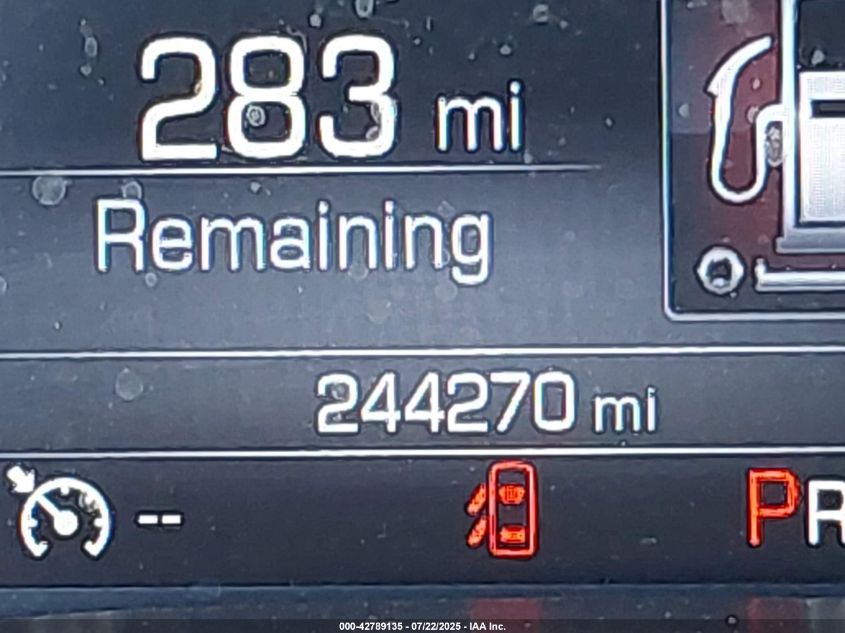 283 mi
Remaining
244270 mi
--
PR
000-42789135 - 07/22/2025 - IAA Inc.